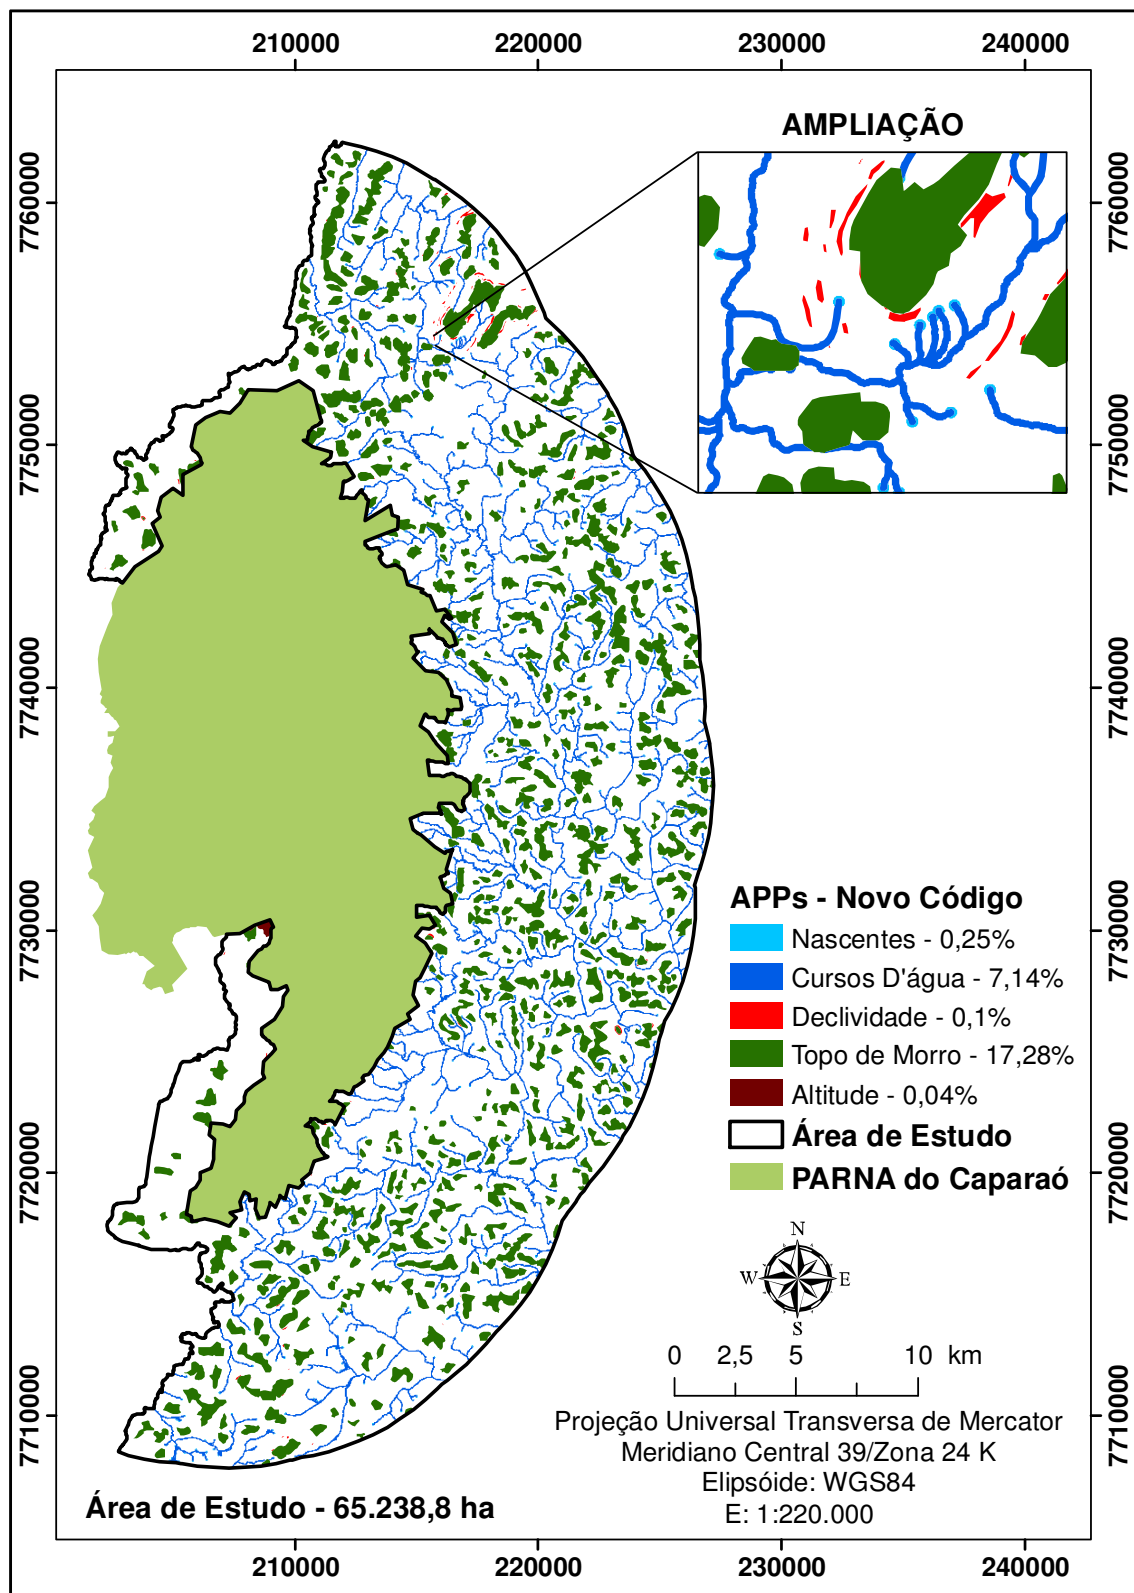 210000 220000 230000 240000
AMPLIAÇÃO
7760000 7760000
7750000 7750000
7740000 7740000
7730000 7730000
7720000 7720000
7710000 7710000
APPs - Novo Código
Nascentes - 0,25%
Cursos D'água - 7,14%
Declividade - 0,1%
Topo de Morro - 17,28%
Altitude - 0,04%
Área de Estudo
PARNA do Caparaó
N
W E
S
0 2,5 5 10 km
Projeção Universal Transversa de Mercator
Meridiano Central 39/Zona 24 K
Elipsóide: WGS84
E: 1:220.000
Área de Estudo - 65.238,8 ha
210000 220000 230000 240000